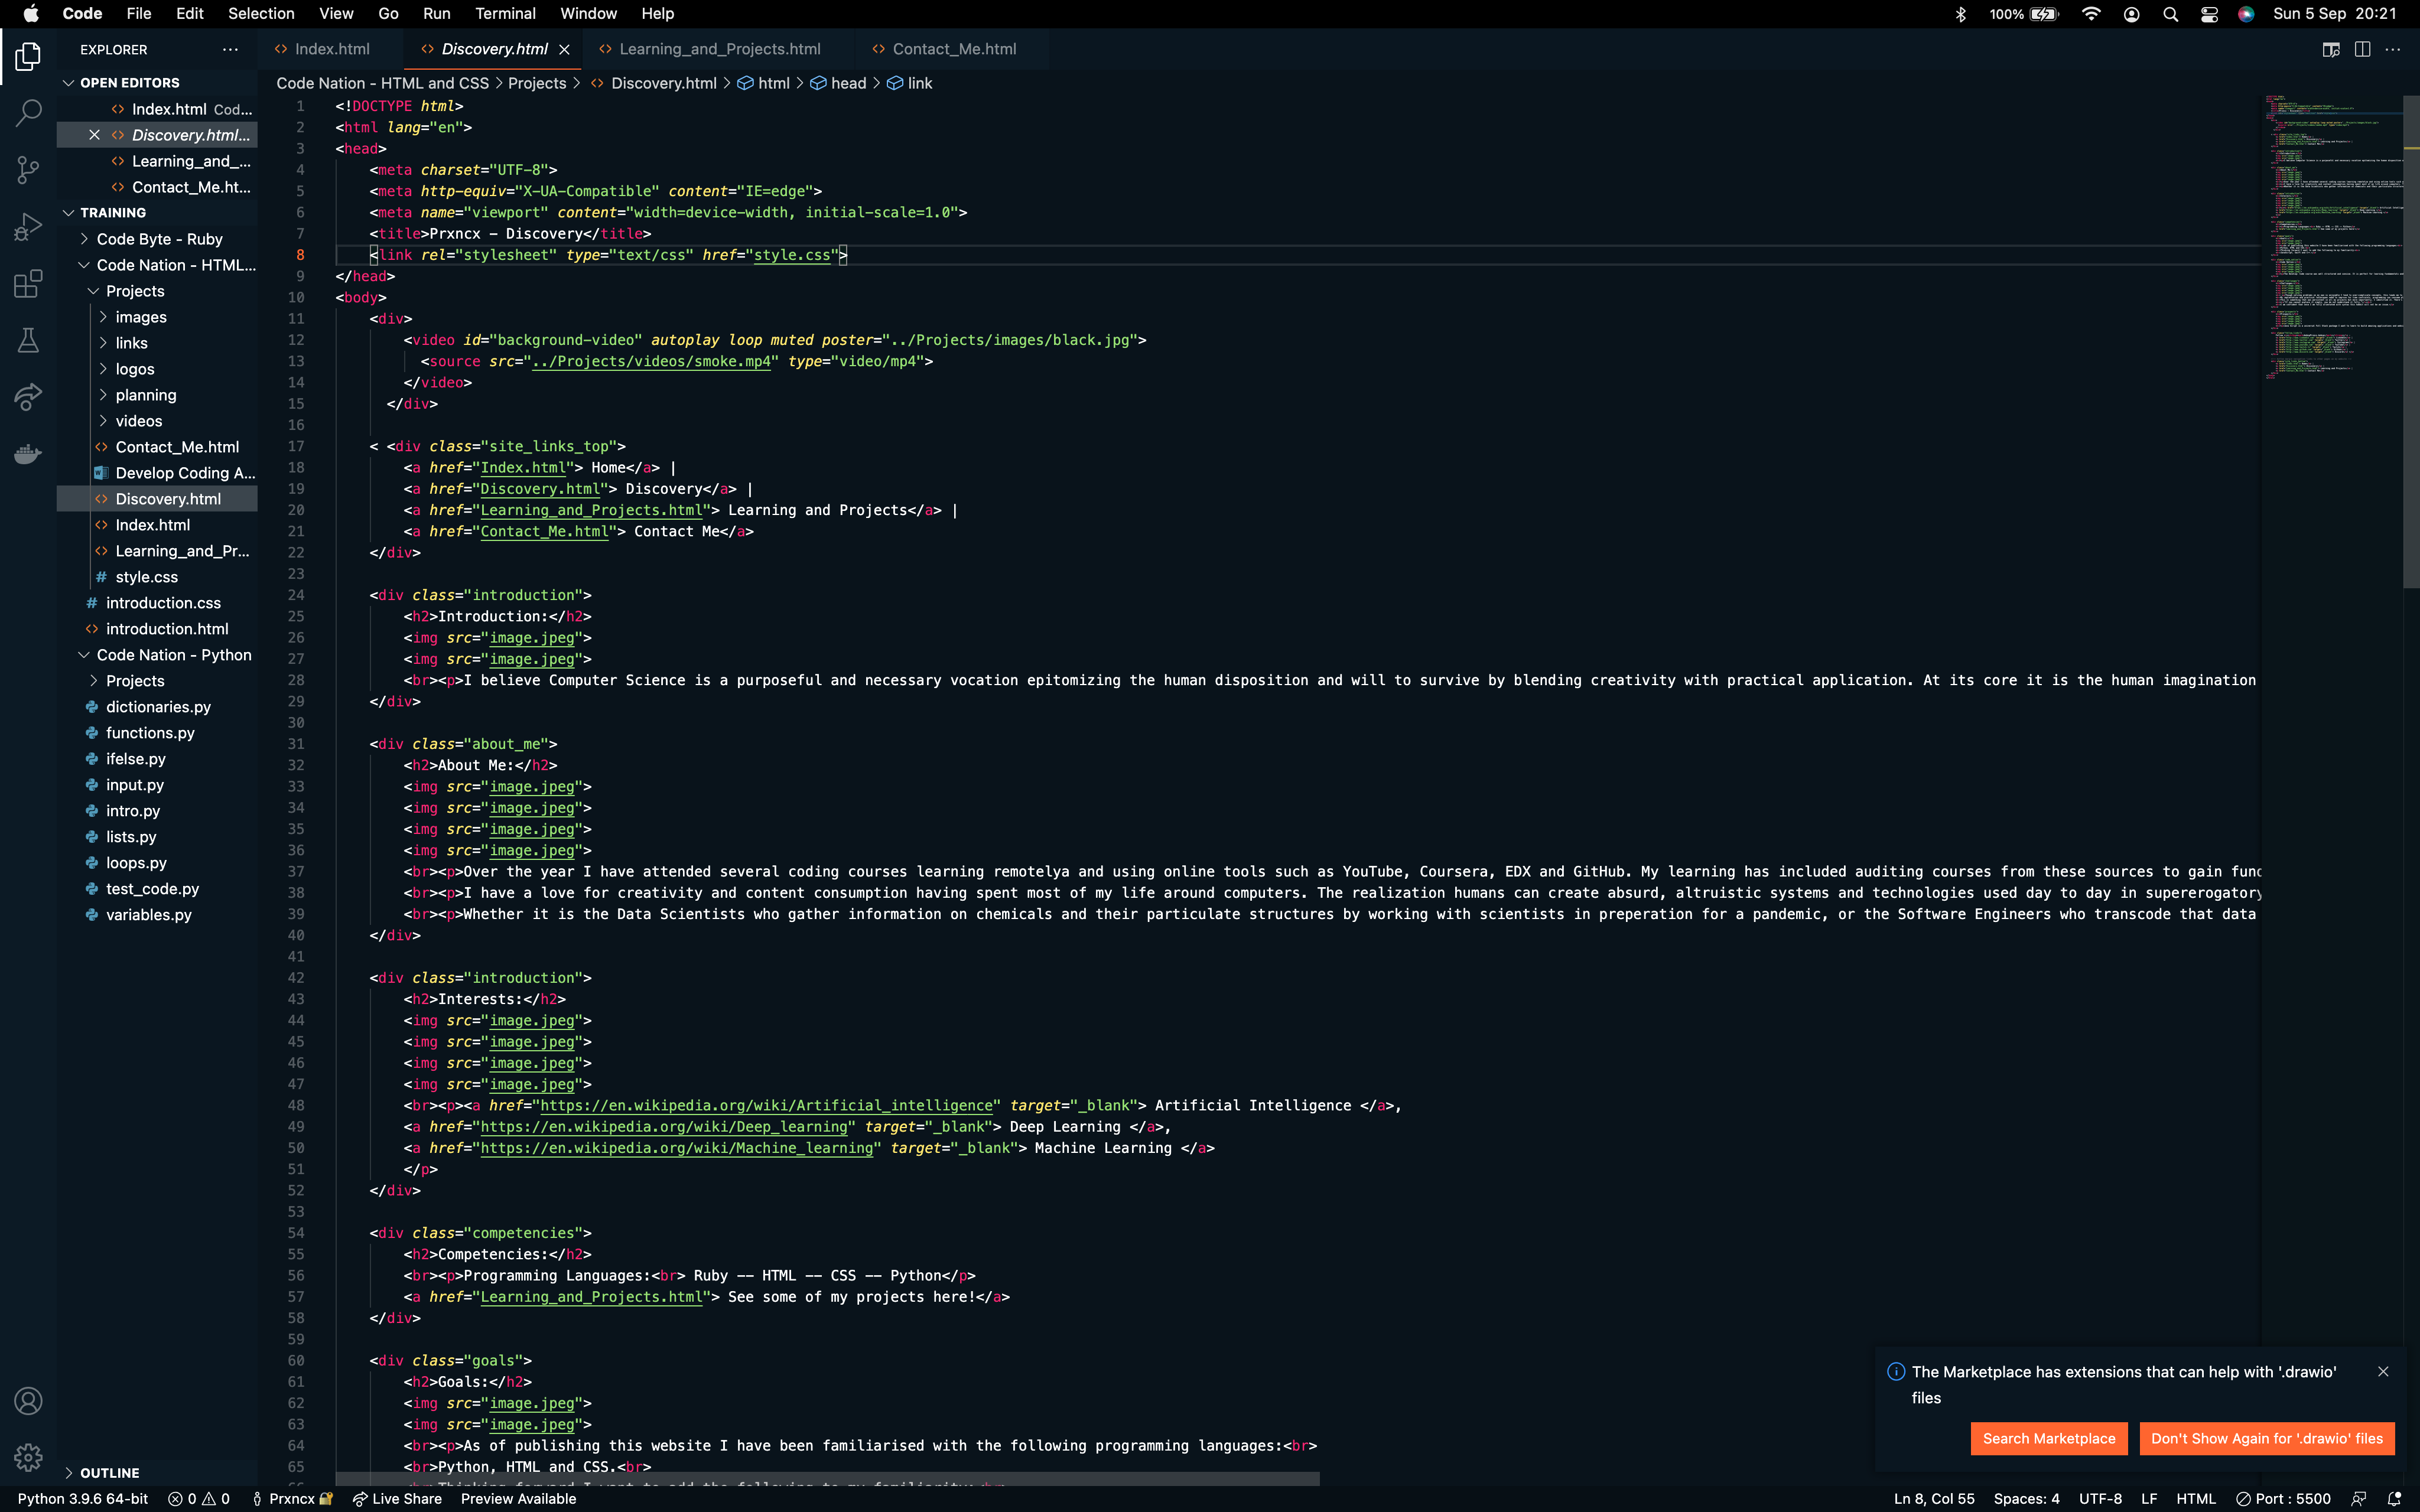 Code File Edit Selection View Go Run Terminal Window Help 100% Sun 5 Sep 20:21
EXPLORER
Index.html Discovery.html Learning_and_Projects.html Contact_Me.html
OPEN EDITORS
Index.html Cod...
Discovery.html...
Learning_and_...
Contact_Me.ht...
TRAINING
Code Byte - Ruby
Code Nation - HTML...
Projects
images
links
logos
planning
videos
Contact_Me.html
Develop Coding A...
Discovery.html
Index.html
Learning_and_Pr...
style.css
introduction.css
introduction.html
Code Nation - Python
Projects
dictionaries.py
functions.py
ifelse.py
input.py
intro.py
lists.py
loops.py
test_code.py
variables.py
OUTLINE
Code Nation - HTML and CSS > Projects > Discovery.html > html > head > link
1 <!DOCTYPE html>
2 <html lang="en">
3 <head>
4 <meta charset="UTF-8">
5 <meta http-equiv="X-UA-Compatible" content="IE=edge">
6 <meta name="viewport" content="width=device-width, initial-scale=1.0">
7 <title>Prxncx – Discovery</title>
8 <link rel="stylesheet" type="text/css" href="style.css">
9 </head>
10 <body>
11 <div>
12 <video id="background-video" autoplay loop muted poster="../Projects/images/black.jpg">
13 <source src="../Projects/videos/smoke.mp4" type="video/mp4">
14 </video>
15 </div>
16
17 < <div class="site_links_top">
18 <a href="Index.html"> Home</a> |
19 <a href="Discovery.html"> Discovery</a> |
20 <a href="Learning_and_Projects.html"> Learning and Projects</a> |
21 <a href="Contact_Me.html"> Contact Me</a>
22 </div>
23
24 <div class="introduction">
25 <h2>Introduction:</h2>
26 <img src="image.jpeg">
27 <img src="image.jpeg">
28 <br><p>I believe Computer Science is a purposeful and necessary vocation epitomizing the human disposition and will to survive by blending creativity with practical application. At its core it is the human imagination
29 </div>
30
31 <div class="about_me">
32 <h2>About Me:</h2>
33 <img src="image.jpeg">
34 <img src="image.jpeg">
35 <img src="image.jpeg">
36 <img src="image.jpeg">
37 <br><p>Over the year I have attended several coding courses learning remotelya and using online tools such as YouTube, Coursera, EDX and GitHub. My learning has included auditing courses from these sources to gain func
38 <br><p>I have a love for creativity and content consumption having spent most of my life around computers. The realization humans can create absurd, altruistic systems and technologies used day to day in supererogatory
39 <br><p>Whether it is the Data Scientists who gather information on chemicals and their particulate structures by working with scientists in preperation for a pandemic, or the Software Engineers who transcode that data
40 </div>
41
42 <div class="introduction">
43 <h2>Interests:</h2>
44 <img src="image.jpeg">
45 <img src="image.jpeg">
46 <img src="image.jpeg">
47 <img src="image.jpeg">
48 <br><p><a href="https://en.wikipedia.org/wiki/Artificial_intelligence" target="_blank"> Artificial Intelligence </a>,
49 <a href="https://en.wikipedia.org/wiki/Deep_learning" target="_blank"> Deep Learning </a>,
50 <a href="https://en.wikipedia.org/wiki/Machine_learning" target="_blank"> Machine Learning </a>
51 </p>
52 </div>
53
54 <div class="competencies">
55 <h2>Competencies:</h2>
56 <br><p>Programming Languages:<br> Ruby –– HTML –– CSS –– Python</p>
57 <a href="Learning_and_Projects.html"> See some of my projects here!</a>
58 </div>
59
60 <div class="goals">
61 <h2>Goals:</h2>
62 <img src="image.jpeg">
63 <img src="image.jpeg">
64 <br><p>As of publishing this website I have been familiarised with the following programming languages:<br>
65 <br>Python, HTML and CSS.<br>
The Marketplace has extensions that can help with '.drawio'
files
Search Marketplace Don't Show Again for '.drawio' files
Python 3.9.6 64-bit 0 0 Prxncx Live Share Preview Available Ln 8, Col 55 Spaces: 4 UTF-8 LF HTML Port : 5500